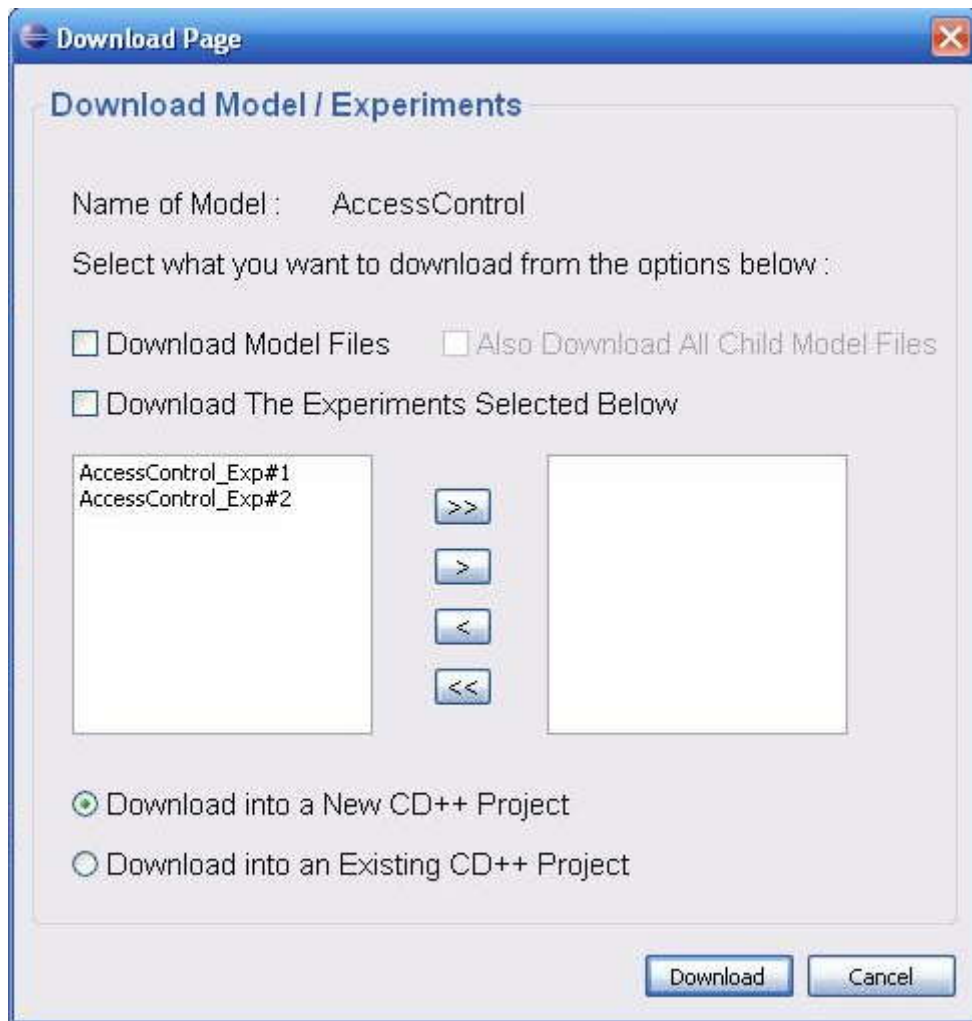 Download Page
Download Model / Experiments
Name of Model : AccessControl
Select what you want to download from the options below :
Download Model Files Also Download All Child Model Files
Download The Experiments Selected Below
AccessControl_Exp#1
AccessControl_Exp#2
>>
>
<
<<
Download into a New CD++ Project
Download into an Existing CD++ Project
Download Cancel